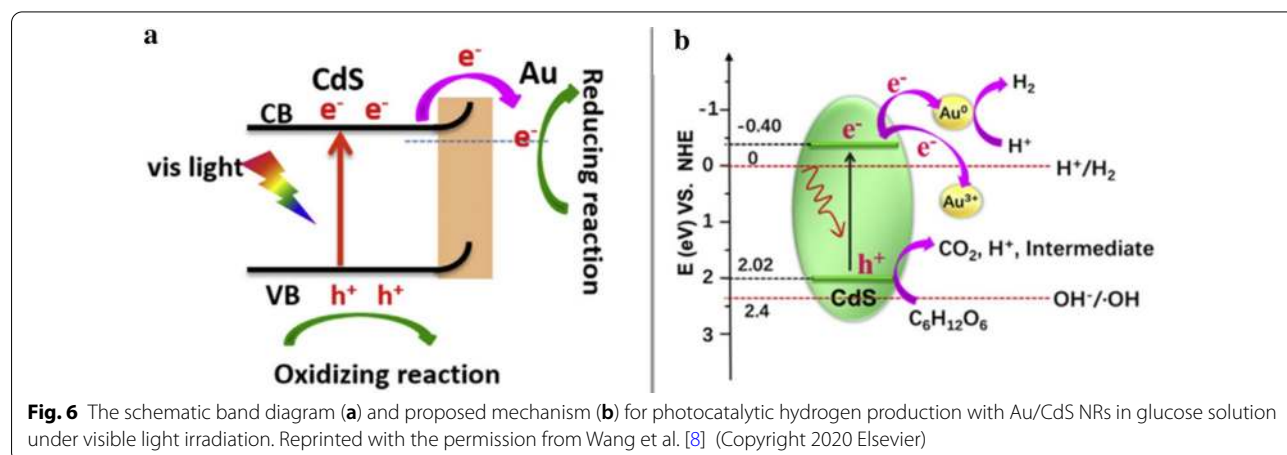 a
CdS
e⁻
Au
CB
e⁻ e⁻
e⁻
vis light
VB
h⁺ h⁺
Oxidizing reaction
Reducing reaction
b
E (eV) VS. NHE
-1
-0.40
0
0
1
2.02
2
2.4
3
e⁻
e⁻
e⁻
Au⁰
H₂
H⁺
H⁺/H₂
Au³⁺
h⁺
CdS
CO₂, H⁺, Intermediate
OH⁻/·OH
C₆H₁₂O₆
Fig. 6 The schematic band diagram (a) and proposed mechanism (b) for photocatalytic hydrogen production with Au/CdS NRs in glucose solution
under visible light irradiation. Reprinted with the permission from Wang et al. [8] (Copyright 2020 Elsevier)